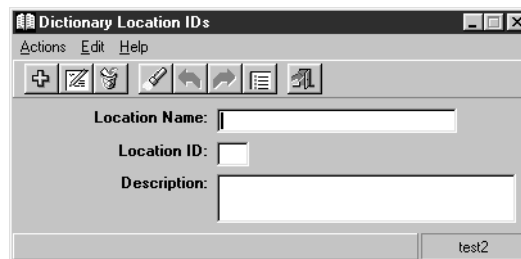 Dictionary Location IDs
Actions Edit Help
Location Name:
Location ID:
Description:
test2